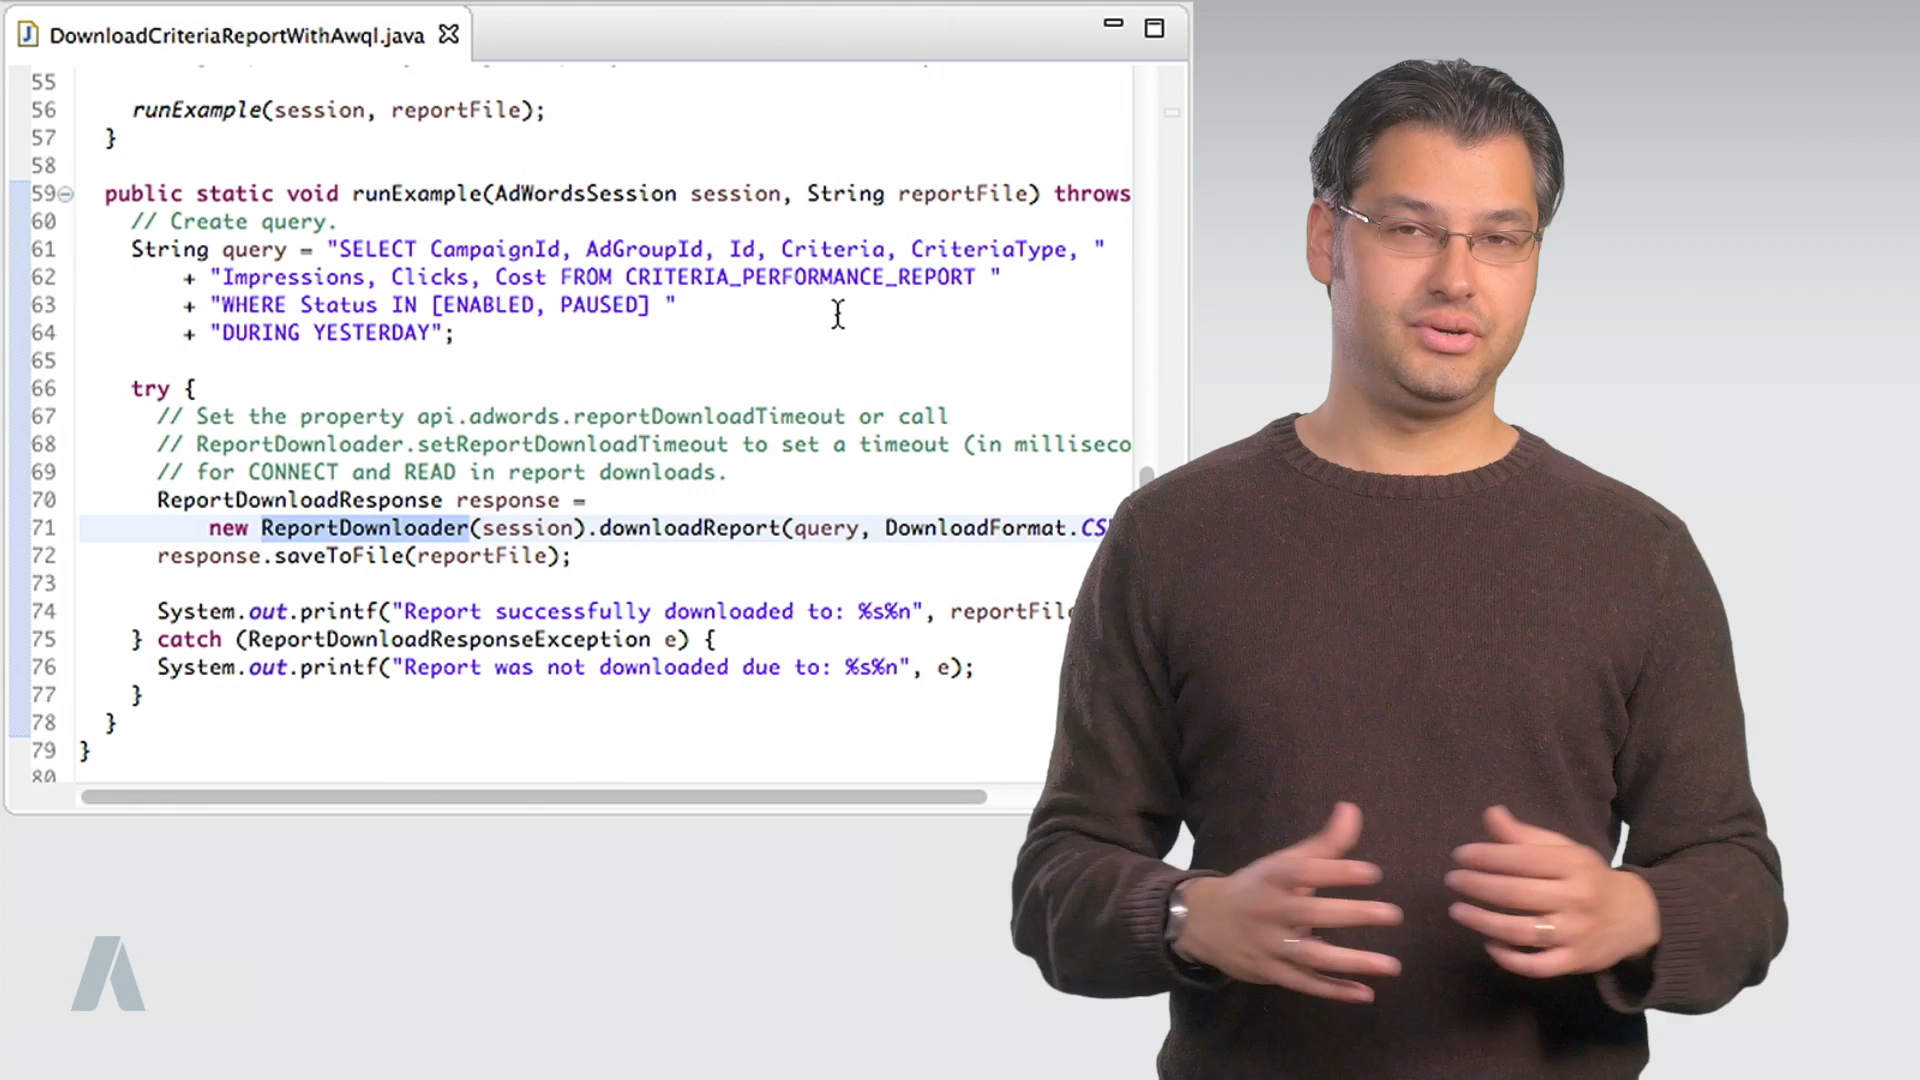 DownloadCriteriaReportWithAwql.java
55
56 runExample(session, reportFile);
57 }
58
59 public static void runExample(AdWordsSession session, String reportFile) throws
60 // Create query.
61 String query = "SELECT CampaignId, AdGroupId, Id, Criteria, CriteriaType, "
62 + "Impressions, Clicks, Cost FROM CRITERIA_PERFORMANCE_REPORT "
63 + "WHERE Status IN [ENABLED, PAUSED] "
64 + "DURING YESTERDAY";
65
66 try {
67 // Set the property api.adwords.reportDownloadTimeout or call
68 // ReportDownloader.setReportDownloadTimeout to set a timeout (in milliseco
69 // for CONNECT and READ in report downloads.
70 ReportDownloadResponse response =
71 new ReportDownloader(session).downloadReport(query, DownloadFormat.CS
72 response.saveToFile(reportFile);
73
74 System.out.printf("Report successfully downloaded to: %s%n", reportFil
75 } catch (ReportDownloadResponseException e) {
76 System.out.printf("Report was not downloaded due to: %s%n", e);
77 }
78 }
79 }
80